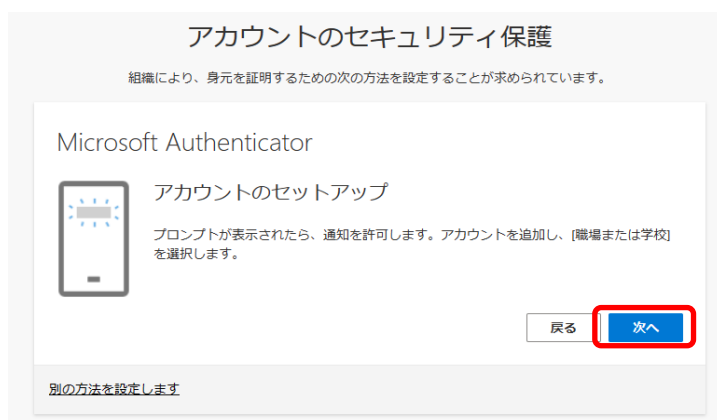 アカウントのセキュリティ保護
組織により、身元を証明するための次の方法を設定することが求められています。
Microsoft Authenticator
アカウントのセットアップ
プロンプトが表示されたら、通知を許可します。アカウントを追加し、[職場または学校]
を選択します。
戻る
次へ
別の方法を設定します